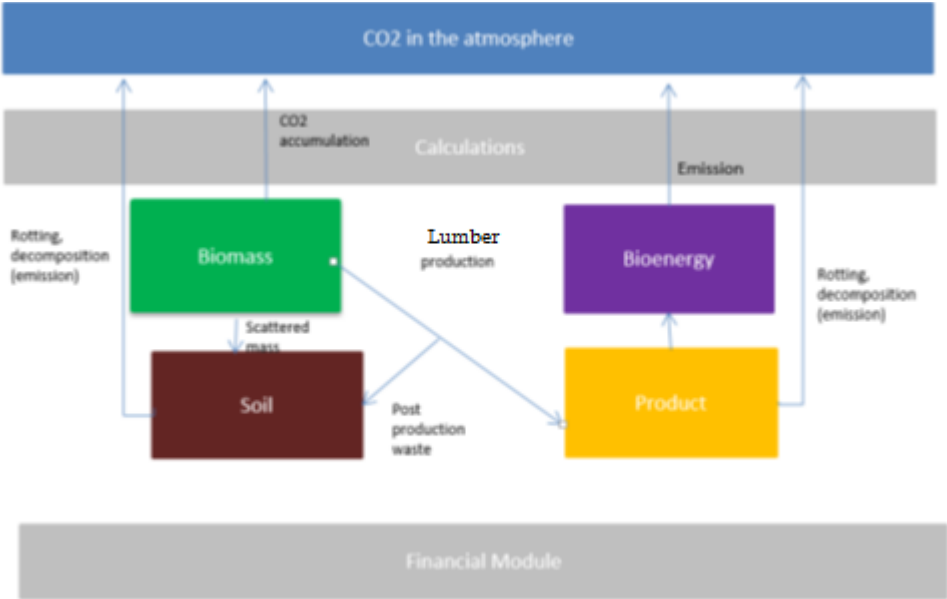 CO2 in the atmosphere
CO2
accumulation
Calculations
Emission
Rotting,
decomposition
(emission)
Biomass
Lumber
production
Bioenergy
Rotting,
decomposition
(emission)
Scattered
mass
Soil
Post
production
waste
Product
Financial Module